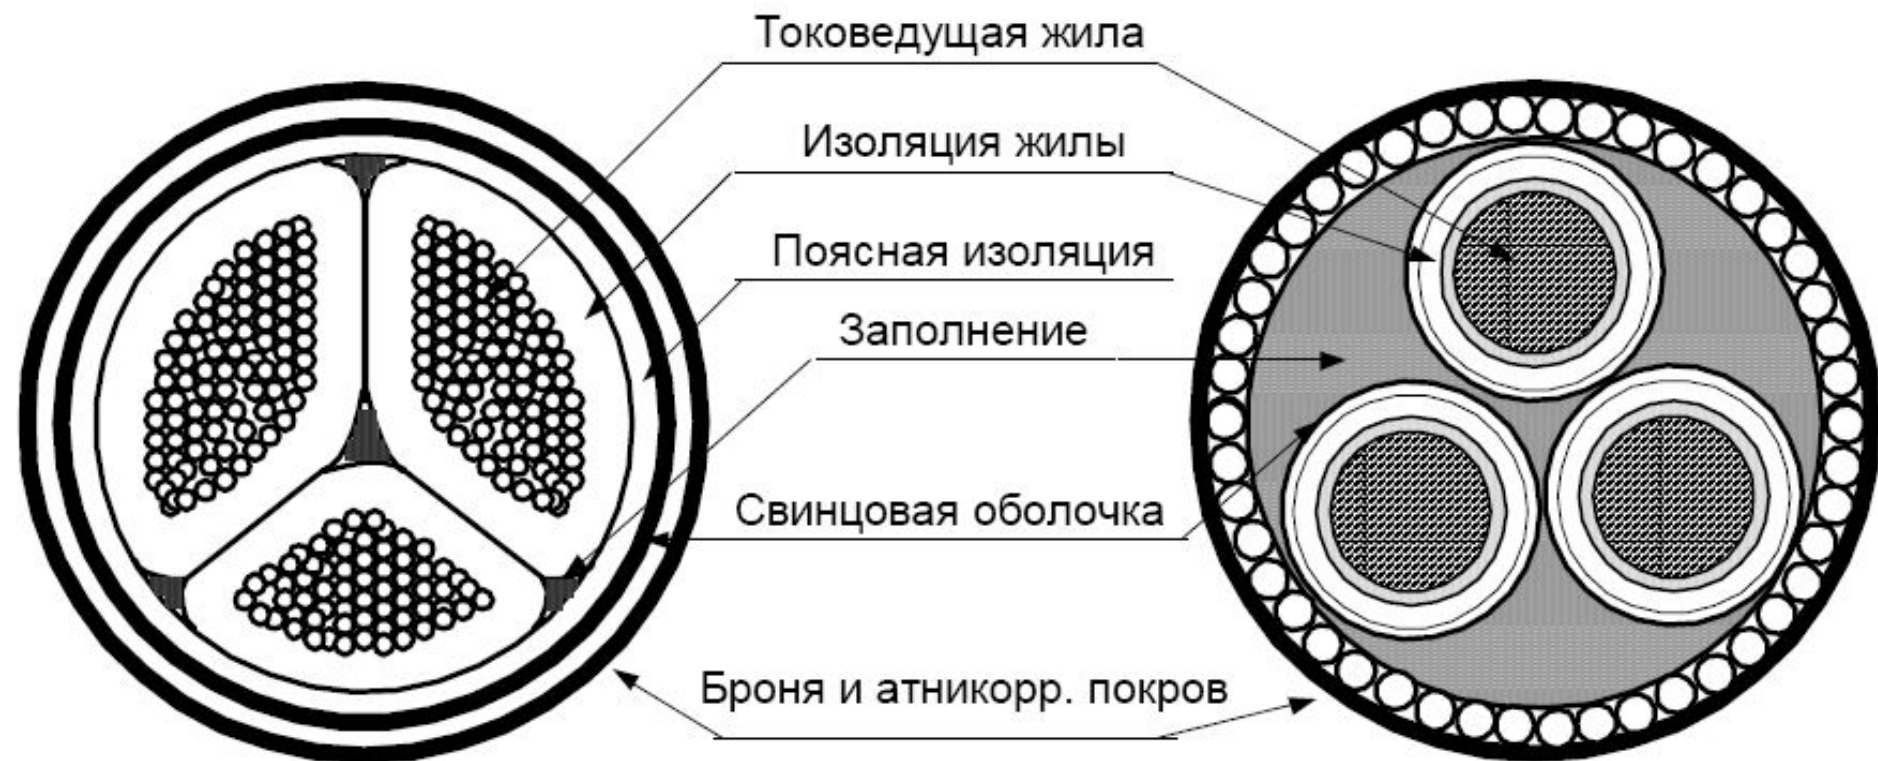 Токоведущая жила
Изоляция жилы
Поясная изоляция
Заполнение
Свинцовая оболочка
Броня и атникорр. покров